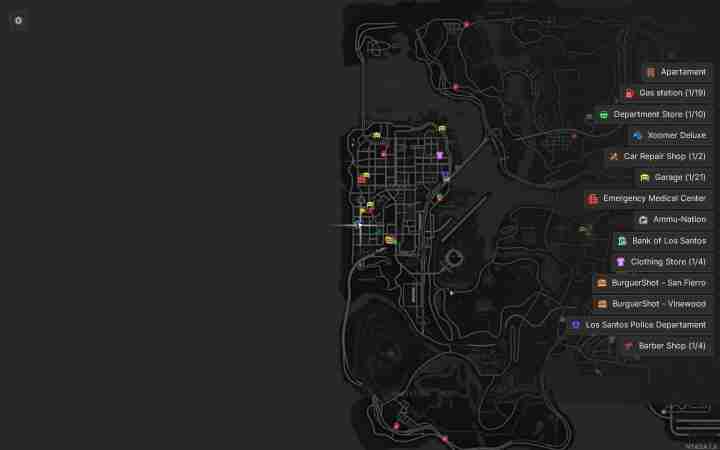 Apartament
Gas station (1/19)
Department Store (1/10)
Xoomer Deluxe
Car Repair Shop (1/2)
Garage (1/21)
Emergency Medical Center
Ammu-Nation
Bank of Los Santos
Clothing Store (1/4)
BurguerShot - San Fierro
BurguerShot - Vinewood
Los Santos Police Departament
Barber Shop (1/4)